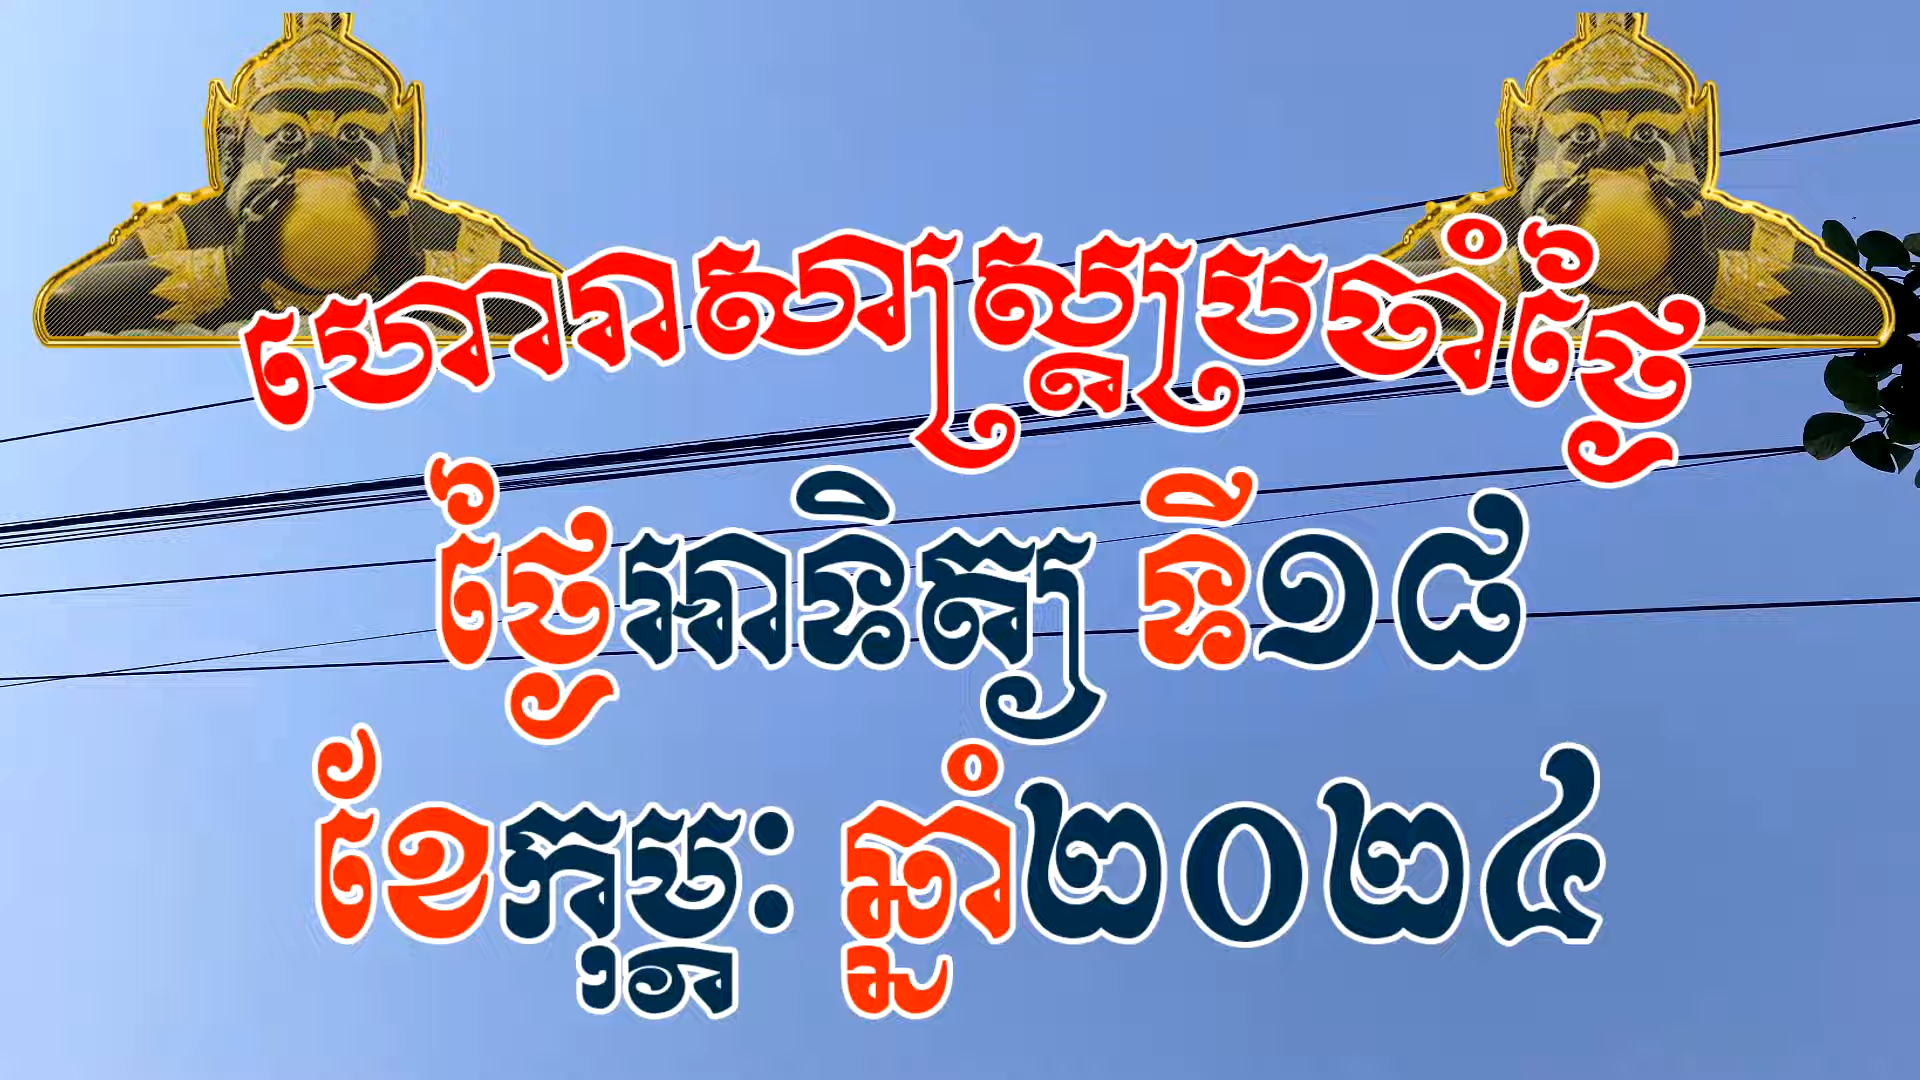 ហោរាសាស្ត្រប្រចាំថ្ងៃ
ថ្ងៃអាទិត្យ ទី១៨
ខែកុម្ភៈ ឆ្នាំ២០២៤